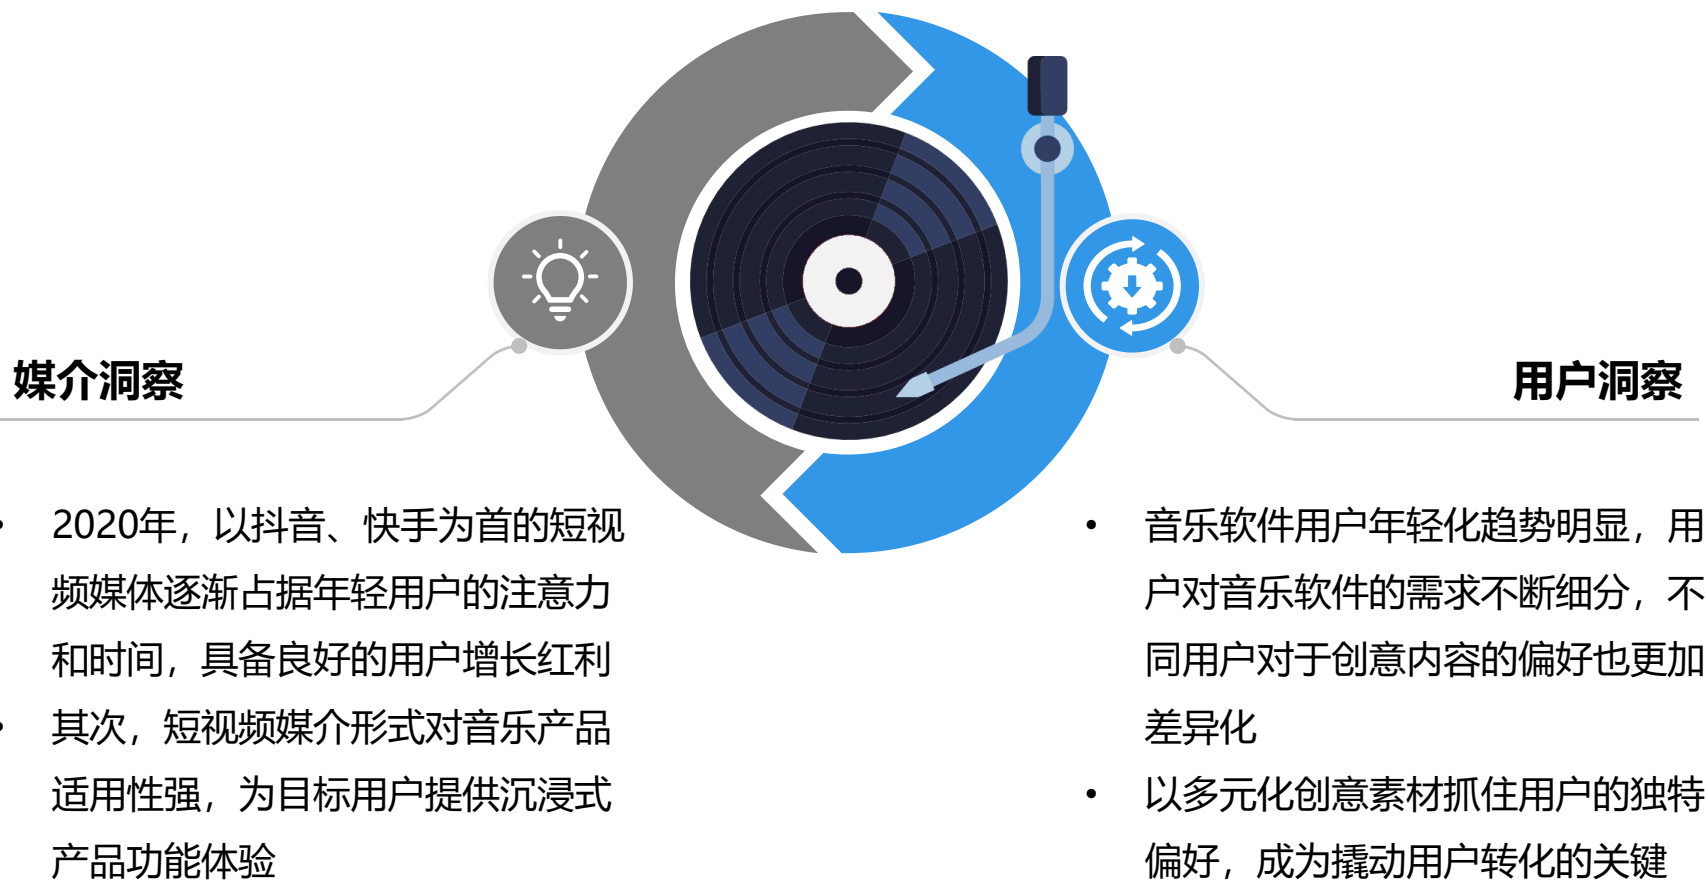 媒介洞察
• 2020年，以抖音、快手为首的短视
频媒体逐渐占据年轻用户的注意力
和时间，具备良好的用户增长红利
• 其次，短视频媒介形式对音乐产品
适用性强，为目标用户提供沉浸式
产品功能体验
用户洞察
• 音乐软件用户年轻化趋势明显，用
户对音乐软件的需求不断细分，不
同用户对于创意内容的偏好也更加
差异化
• 以多元化创意素材抓住用户的独特
偏好，成为撬动用户转化的关键